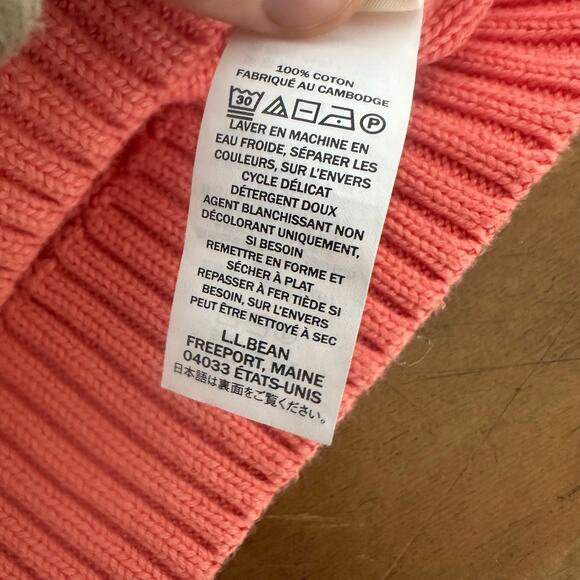 100% COTON
FABRIQUÉ AU CAMBODGE
30 P
LAVER EN MACHINE EN
EAU FROIDE, SÉPARER LES
COULEURS, SUR L'ENVERS
CYCLE DÉLICAT
DÉTERGENT DOUX
AGENT BLANCHISSANT NON
DÉCOLORANT UNIQUEMENT,
SI BESOIN
REMETTRE EN FORME ET
SÉCHER À PLAT
REPASSER À FER TIÈDE SI
BESOIN, SUR L'ENVERS
PEUT ÊTRE NETTOYÉ À SEC
L.L.BEAN
FREEPORT, MAINE
04033 ÉTATS-UNIS
日本語は裏面をご覧ください。